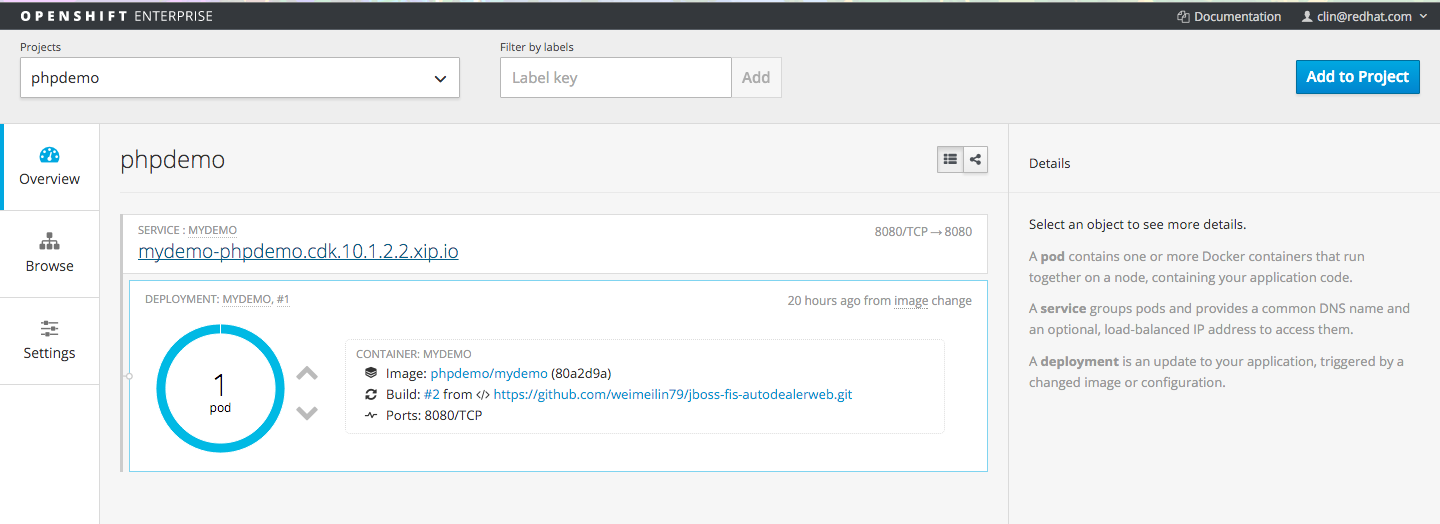 OPENSHIFT ENTERPRISE
Documentation
clin@redhat.com
Projects
phpdemo
Filter by labels
Label key
Add
Add to Project
Overview
Browse
Settings
phpdemo
SERVICE : MYDEMO
mydemo-phpdemo.cdk.10.1.2.2.xip.io
8080/TCP→8080
DEPLOYMENT: MYDEMO, #1
20 hours ago from image change
1
pod
CONTAINER: MYDEMO
Image: phpdemo/mydemo (80a2d9a)
Build: #2 from </> https://github.com/weimeilin79/jboss-fis-autodealerweb.git
Ports: 8080/TCP
Details
Select an object to see more details.
A pod contains one or more Docker containers that run
together on a node, containing your application code.
A service groups pods and provides a common DNS name and
an optional, load-balanced IP address to access them.
A deployment is an update to your application, triggered by a
changed image or configuration.